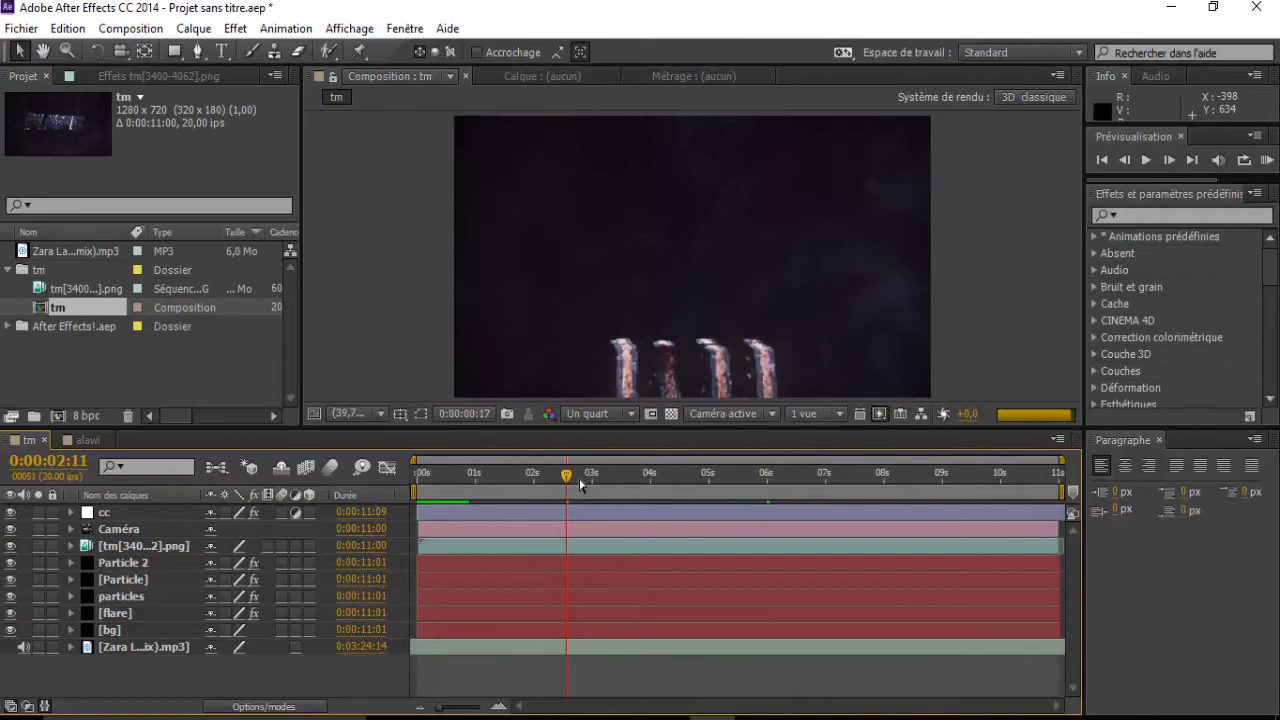 Adobe After Effects CC 2014 - Projet sans titre.aep *
Fichier Edition Composition Calque Effet Animation Affichage Fenêtre Aide
Accrochage Espace de travail : Standard Rechercher dans l'aide
Projet Effets tm[3400-4062].png Composition : tm Calque : (aucun) Métrage : (aucun) Info Audio
tm
1280 x 720 (320 x 180) (1,00)
Δ 0:00:11:00, 20,00 ips
tm Système de rendu : 3D classique
R : X : -398
V : Y : 634
Prévisualisation
Effets et paramètres prédéfinis
Nom Taille Cadenc
Zara La...mix).mp3 MP3 6,0 Mo
tm Dossier
tm[3400...].png Séquenc...G ... Mo 60
tm Composition 20
After Effects!.aep Dossier
* Animations prédéfinies
Absent
Audio
Bruit et grain
Cache
CINEMA 4D
Correction colorimétrique
Couche 3D
Couches
Déformation
Esthétiques
8 bpc (39,7... 0:00:00:17 Un quart Caméra active 1 vue +0,0
tm alawi Paragraphe
0:00:02:11
00051 (20.00 ips)
:00s 01s 02s 03s 04s 05s 06s 07s 08s 09s 10s 11s
Nom des calques fx Durée
cc fx 0:00:11:09
Caméra 0:00:11:00
[tm[340...2].png] 0:00:11:00
Particle 2 fx 0:00:11:01
[Particle] fx 0:00:11:01
particles fx 0:00:11:01
[flare] fx 0:00:11:01
[bg] 0:00:11:01
[Zara L...ix).mp3] 0:03:24:14
0 px 0 px 0 px
0 px 0 px
Options/modes